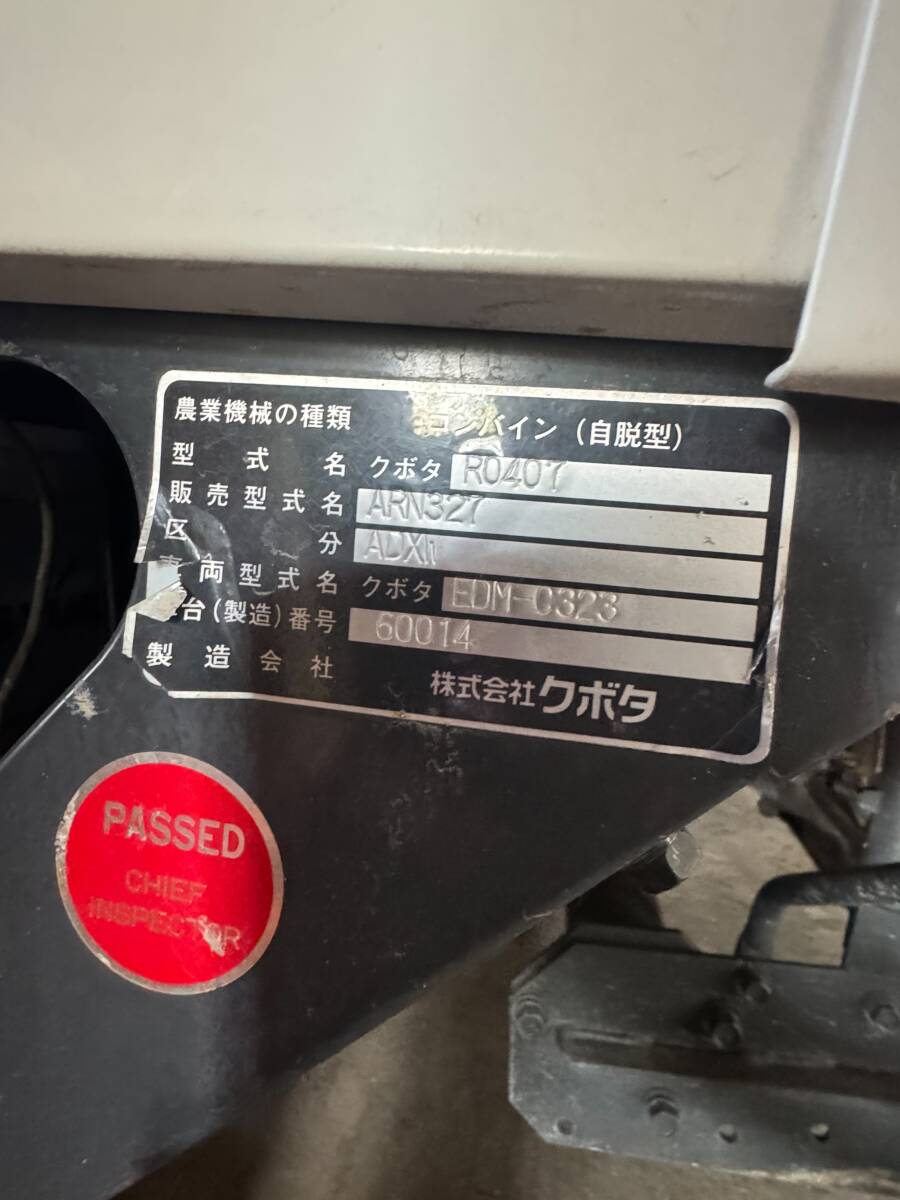 農業機械の種類 コンバイン (自脱型)
型式名 クボタ R0407
販売型式名 ARN327
区分 ADXli
車両型式名 クボタ EDM-C323
台(製造)番号 60014
製造会社 株式会社クボタ
PASSED
CHIEF
INSPECTOR